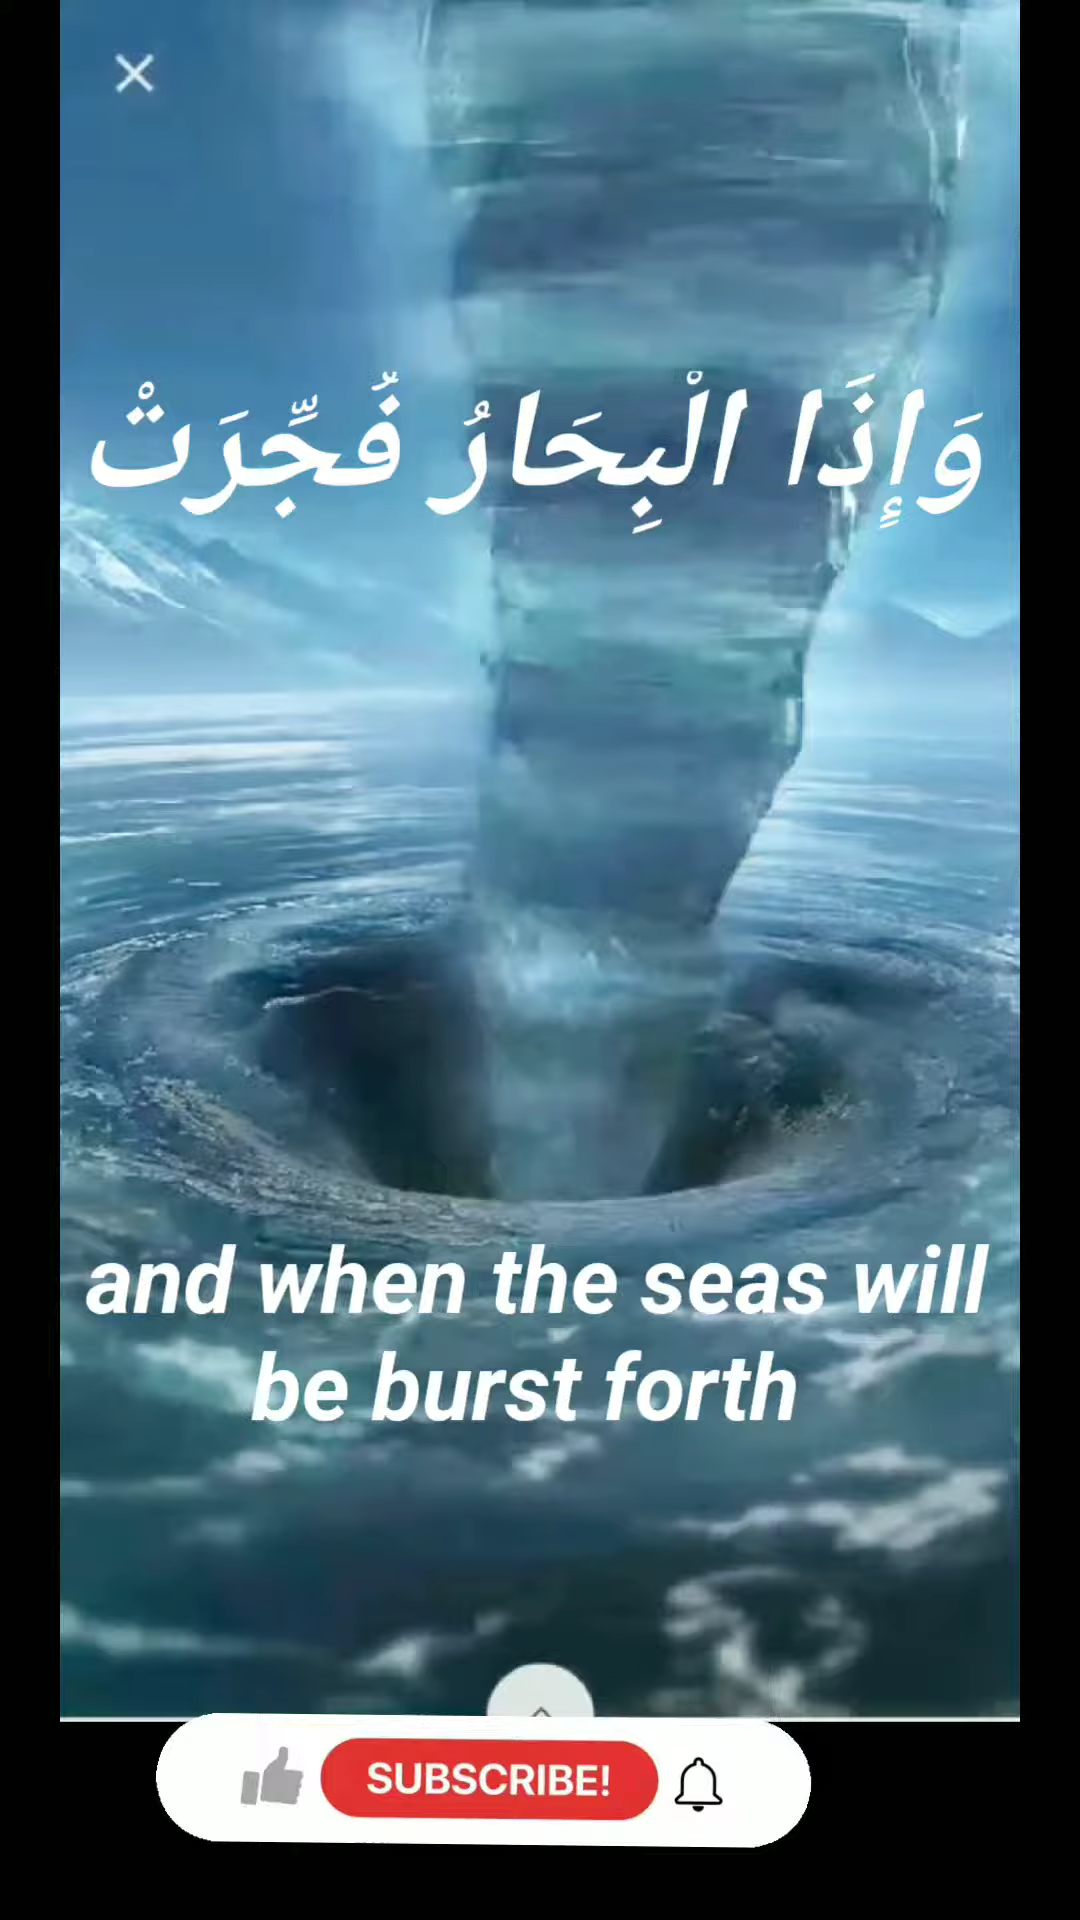 وَإِذَا الْبِحَارُ فُجِّرَتْ
and when the seas will
be burst forth
SUBSCRIBE!